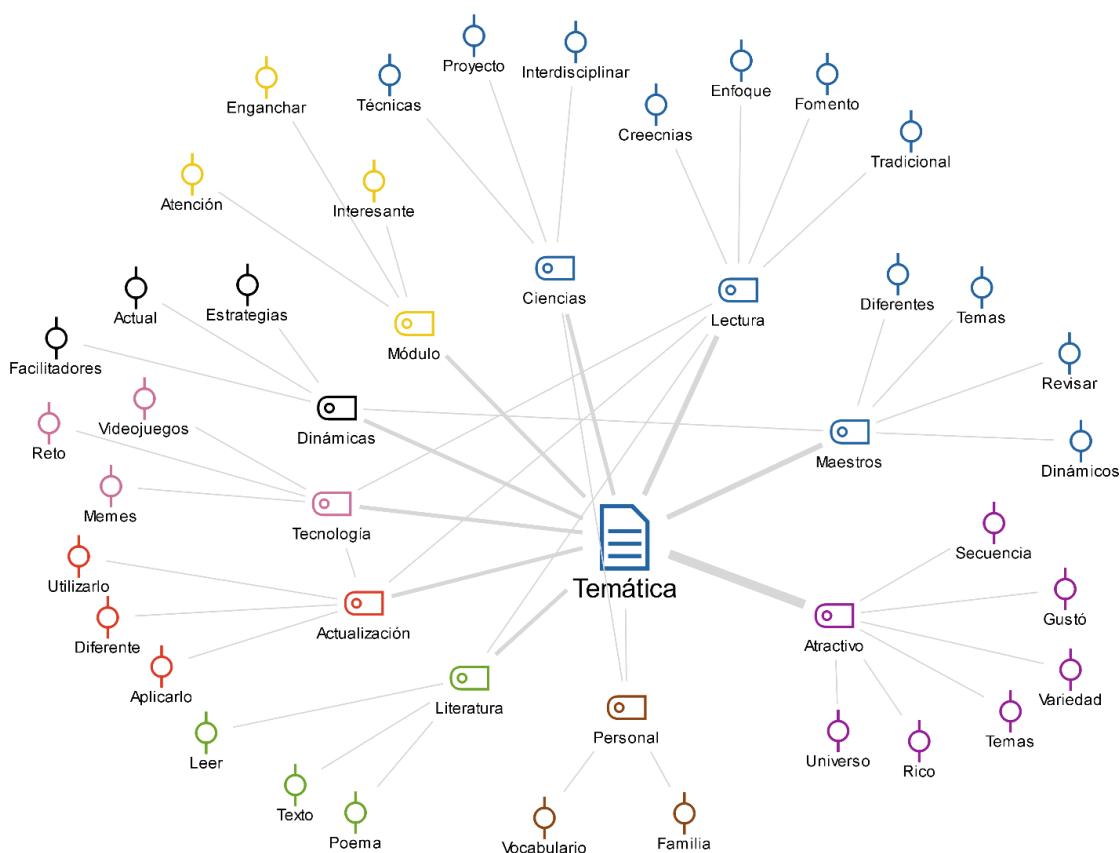 Proyecto
Interdisciplinar
Enganchar
Técnicas
Enfoque
Fomento
Creecnias
Tradicional
Atención
Interesante
Ciencias
Lectura
Diferentes
Temas
Actual
Estrategias
Módulo
Facilitadores
Revisar
Videojuegos
Dinámicas
Reto
Maestros
Dinámicos
Memes
Tecnología
Secuencia
Temática
Utilizarlo
Gustó
Diferente
Actualización
Atractivo
Aplicarlo
Variedad
Literatura
Personal
Temas
Leer
Universo
Rico
Texto
Poema
Vocabulario
Familia